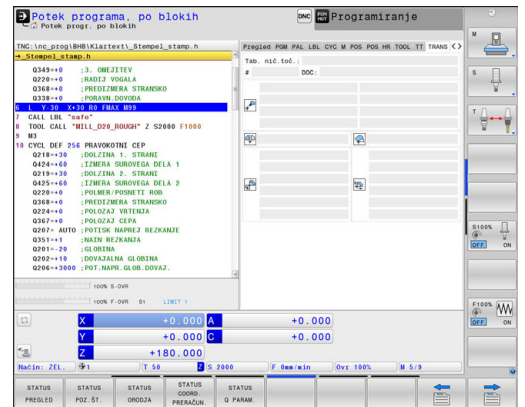 Potek programa, po blokih
Potek progr. po blokih
DNC
Programiranje
TNC:\nc_prog\BHB\Klartext\_Stempel_stamp.h
→_Stempel_stamp.h
Q349=+0 ;3. OMEJITEV
Q220=+0 ;RADIJ VOGALA
Q368=+0 ;PREDIZMERA STRANSKO
Q338=+0 ;PORAVN.DOVODA
6 L Y-30 X+30 R0 FMAX M99
7 CALL LBL "safe"
8 TOOL CALL "MILL_D20_ROUGH" Z S2000 F1000
9 M3
10 CYCL DEF 256 PRAVOKOTNI CEP
Q218=+30 ;DOLZINA 1. STRANI
Q424=+60 ;IZMERA SUROVEGA DELA 1
Q219=+30 ;DOLZINA 2. STRANI
Q425=+60 ;IZMERA SUROVEGA DELA 2
Q220=+0 ;POLMER/POSNETI ROB
Q368=+0 ;PREDIZMERA STRANSKO
Q224=+0 ;POLOZAJ VRTENJA
Q367=+0 ;POLOZAJ CEPA
Q207= AUTO ;POTISK NAPREJ REZKANJE
Q351=+1 ;NAIN REZKANJA
Q201=-20 ;GLOBINA
Q202=+10 ;DOVAJALNA GLOBINA
Q206=+3000 ;POT.NAPR.GLOB.DOVAJ.
100% S-OVR
100% F-OVR S1 LIMIT 1
Pregled PGM PAL LBL CYC M POS POS HR TOOL TT TRANS
Tab. nič.toč.:
# DOC:
X +0.000 A +0.000
Y +0.000 C +0.000
Z +180.000
Način: ŽEL. 1 T 50 Z S 2000 F 0mm/min Ovr 100% M 5/9
STATUS PREGLED
STATUS POZ.ŠT.
STATUS ORODJA
STATUS COORD. PRERAČUN.
STATUS Q PARAM.
M
S
T
S100%
OFF ON
F100%
OFF ON